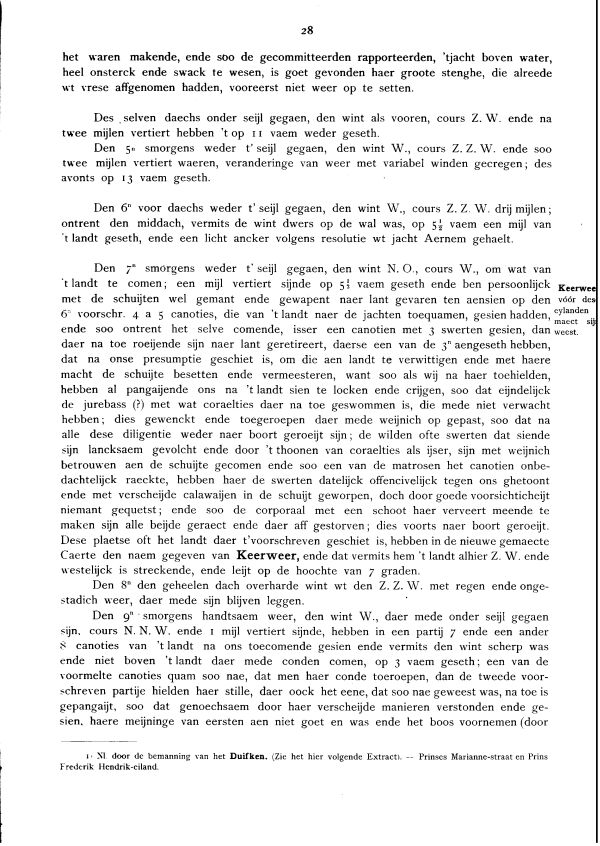 28
het waren makende, ende soo de gecommitteerden rapporteerden, 'tjacht boven water,
heel onsterck ende swack te wesen, is goet gevonden haer groote stenghe, die alreede
wt vrese affgenomen hadden, vooreerst niet weer op te setten.
Des selven daechs onder seijl gegaen, den wint als vooren, cours Z. W. ende na
twee mijlen vertiert hebben 't op 11 vaem weder geseth.
Den 5n smorgens weder t' seijl gegaen, den wint W., cours Z. Z. W. ende soo
twee mijlen vertiert waeren, veranderinge van weer met variabel winden gecregen; des
avonts op 13 vaem geseth.
Den 6n voor daechs weder t' seijl gegaen, den wint W., cours Z. Z. W. drij mijlen;
ontrent den middach, vermits de wint dwers op de wal was, op 5½ vaem een mijl van
't landt geseth, ende een licht ancker volgens resolutie wt jacht Aernem gehaelt.
Den 7n smorgens weder t' seijl gegaen, den wint N. O., cours W., om wat van
't landt te comen; een mijl vertiert sijnde op 5½ vaem geseth ende ben persoonlijck
met de schuijten wel gemant ende gewapent naer lant gevaren ten aensien op den
6n voorschr. 4 a 5 canoties, die van 't landt naer de jachten toequamen, gesien hadden,
ende soo ontrent het selve comende, isser een canotien met 3 swerten gesien, dan
daer na toe roeijende sijn naer lant geretireert, daerse een van de 3n aengeseth hebben,
dat na onse presumptie geschiet is, om die aen landt te verwittigen ende met haere
macht de schuijte besetten ende vermeesteren, want soo als wij na haer toehielden,
hebben al pangaijende ons na 't landt sien te locken ende crijgen, soo dat eijndelijck
de jurebass (?) met wat coraelties daer na toe geswommen is, die mede niet verwacht
hebben; dies gewenckt ende toegeroepen daer mede weijnich op gepast, soo dat na
alle dese diligentie weder naer boort geroeijt sijn; de wilden ofte swerten dat siende
sijn lancksaem gevolcht ende door 't thoonen van coraelties als ijser, sijn met weijnich
betrouwen aen de schuijte gecomen ende soo een van de matrosen het canotien onbe-
dachtelijck raeckte, hebben haer de swerten datelijck offencivelijck tegen ons ghetoont
ende met verscheijde calawaijen in de schuijt geworpen, doch door goede voorsichticheijt
niemant gequetst; ende soo de corporaal met een schoot haer verveert meende te
maken sijn alle beijde geraect ende daer aff gestorven; dies voorts naer boort geroeijt.
Dese plaetse oft het landt daer t'voorschreven geschiet is, hebben in de nieuwe gemaecte
Caerte den naem gegeven van Keerweer, ende dat vermits hem 't landt alhier Z. W. ende
westelijck is streckende, ende leijt op de hoochte van 7 graden.
Den 8n den geheelen dach overharde wint wt den Z. Z. W. met regen ende onge-
stadich weer, daer mede sijn blijven leggen.
Den 9n smorgens handtsaem weer, den wint W., daer mede onder seijl gegaen
sijn, cours N. N. W. ende 1 mijl vertiert sijnde, hebben in een partij 7 ende een ander
8 canoties van 't landt na ons toecomende gesien ende vermits den wint scherp was
ende niet boven 't landt daer mede conden comen, op 3 vaem geseth; een van de
voormelte canoties quam soo nae, dat men haer conde toeroepen, dan de tweede voor-
schreven partije hielden haer stille, daer oock het eene, dat soo nae geweest was, na toe is
gepangaijt, soo dat genoechsaem door haer verscheijde manieren verstonden ende ge-
sien, haere meijninge van eersten aen niet goet en was ende het boos voornemen (door
Keerweer
vóór des
eylanden
maect sij
weest.
1) Nl. door de bemanning van het Duifken. (Zie het hier volgende Extract). -- Prinses Marianne-straat en Prins
Frederik Hendrik-eiland.